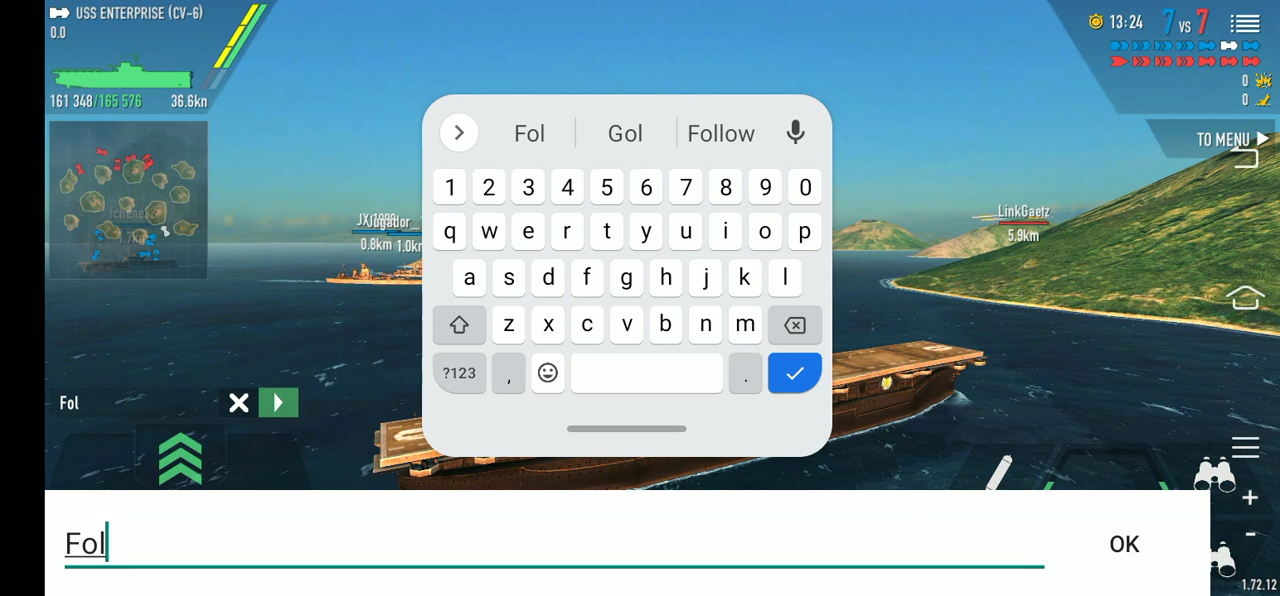 USS ENTERPRISE (CV-6)
0.0
161 348/165 576 36.6kn
13:24 7 VS 7
0
0
TO MENU
Fol Gol Follow
1 2 3 4 5 6 7 8 9 0
q w e r t y u i o p
a s d f g h j k l
z x c v b n m
?123 , .
Jugador
0.8km 1.0k
LinkGaetz
5.9km
Fol
+
-
Fol
OK
1.72.12